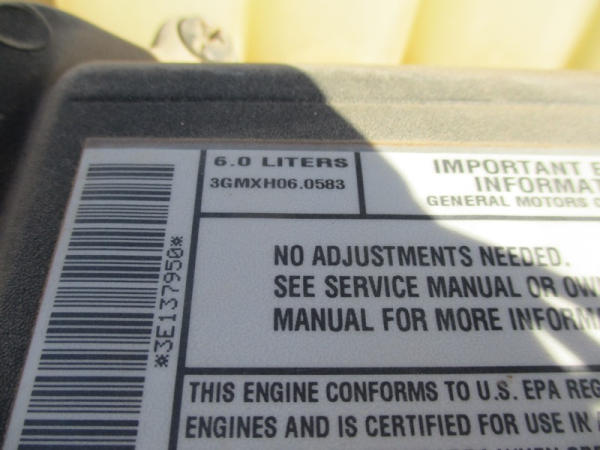 6.0 LITERS
3GMXH06.0583
IMPORTANT E
INFORMAT
GENERAL MOTORS C
NO ADJUSTMENTS NEEDED.
SEE SERVICE MANUAL OR OW
MANUAL FOR MORE INFORMA
THIS ENGINE CONFORMS TO U.S. EPA REG
ENGINES AND IS CERTIFIED FOR USE IN
*3E137950*